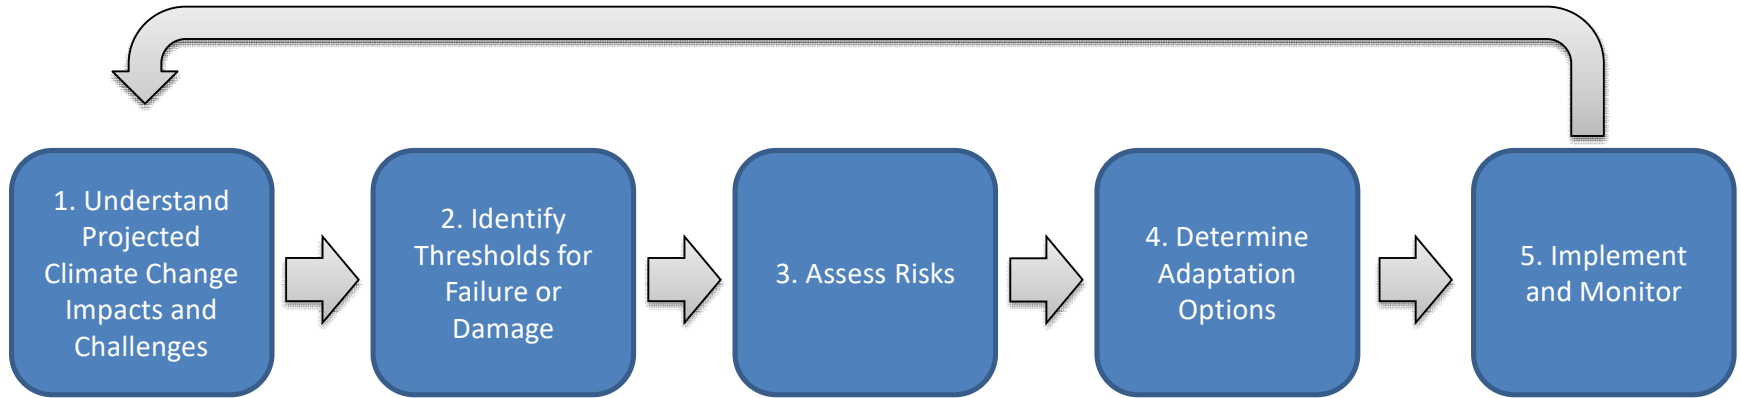 1. Understand
Projected
Climate Change
Impacts and
Challenges
2. Identify
Thresholds for
Failure or
Damage
3. Assess Risks
4. Determine
Adaptation
Options
5. Implement
and Monitor